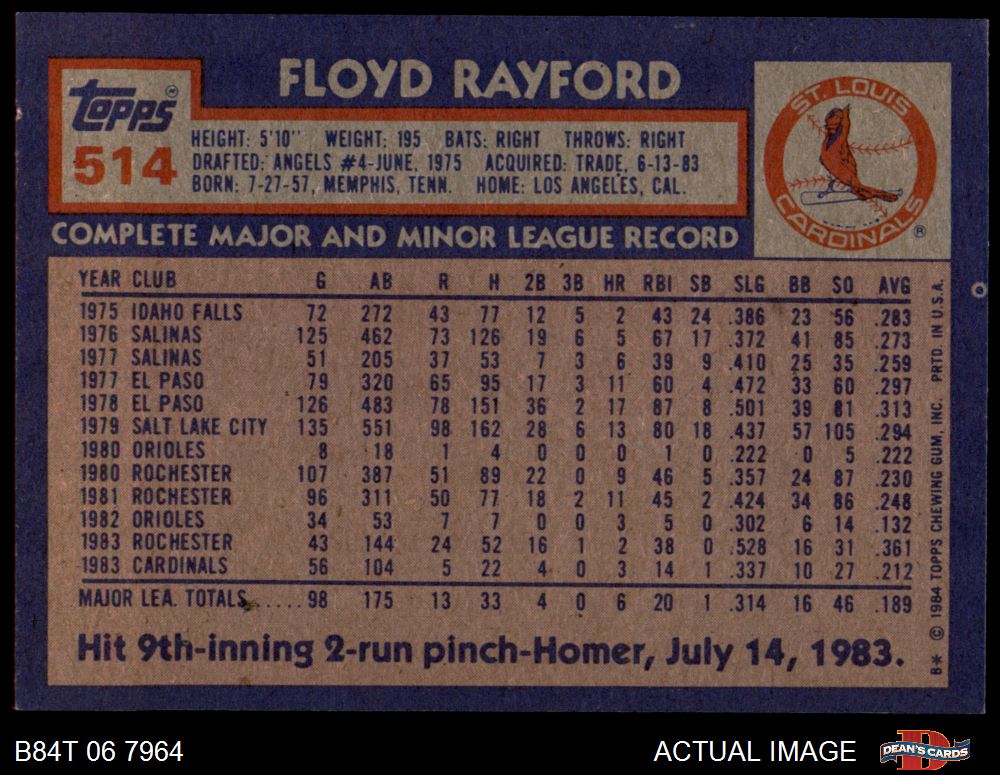 FLOYD RAYFORD
Topps
514
HEIGHT: 5'10" WEIGHT: 195 BATS: RIGHT THROWS: RIGHT
DRAFTED: ANGELS #4-JUNE, 1975 ACQUIRED: TRADE, 6-13-83
BORN: 7-27-57, MEMPHIS, TENN. HOME: LOS ANGELES, CAL.
ST. LOUIS
CARDINALS
®
COMPLETE MAJOR AND MINOR LEAGUE RECORD
YEAR CLUB G AB R H 2B 3B HR RBI SB SLG BB SO AVG
1975 IDAHO FALLS 72 272 43 77 12 5 2 43 24 .386 23 56 .283
1976 SALINAS 125 462 73 126 19 6 5 67 17 .372 41 85 .273
1977 SALINAS 51 205 37 53 7 3 6 39 9 .410 25 35 .259
1977 EL PASO 79 320 65 95 17 3 11 60 4 .472 33 60 .297
1978 EL PASO 126 483 78 151 36 2 17 87 8 .501 39 81 .313
1979 SALT LAKE CITY 135 551 98 162 28 6 13 80 18 .437 57 105 .294
1980 ORIOLES 8 18 1 4 0 0 0 1 0 .222 0 5 .222
1980 ROCHESTER 107 387 51 89 22 0 9 46 5 .357 24 87 .230
1981 ROCHESTER 96 311 50 77 18 2 11 45 2 .424 34 86 .248
1982 ORIOLES 34 53 7 7 0 0 3 5 0 .302 6 14 .132
1983 ROCHESTER 43 144 24 52 16 1 2 38 0 .528 16 31 .361
1983 CARDINALS 56 104 5 22 4 0 3 14 1 .337 10 27 .212
MAJOR LEA. TOTALS.....98 175 13 33 4 0 6 20 1 .314 16 46 .189
Hit 9th-inning 2-run pinch-Homer, July 14, 1983.
B* © 1984 TOPPS CHEWING GUM, INC. PRTD. IN U.S.A.
B84T 06 7964
ACTUAL IMAGE
D
DEAN'S CARDS